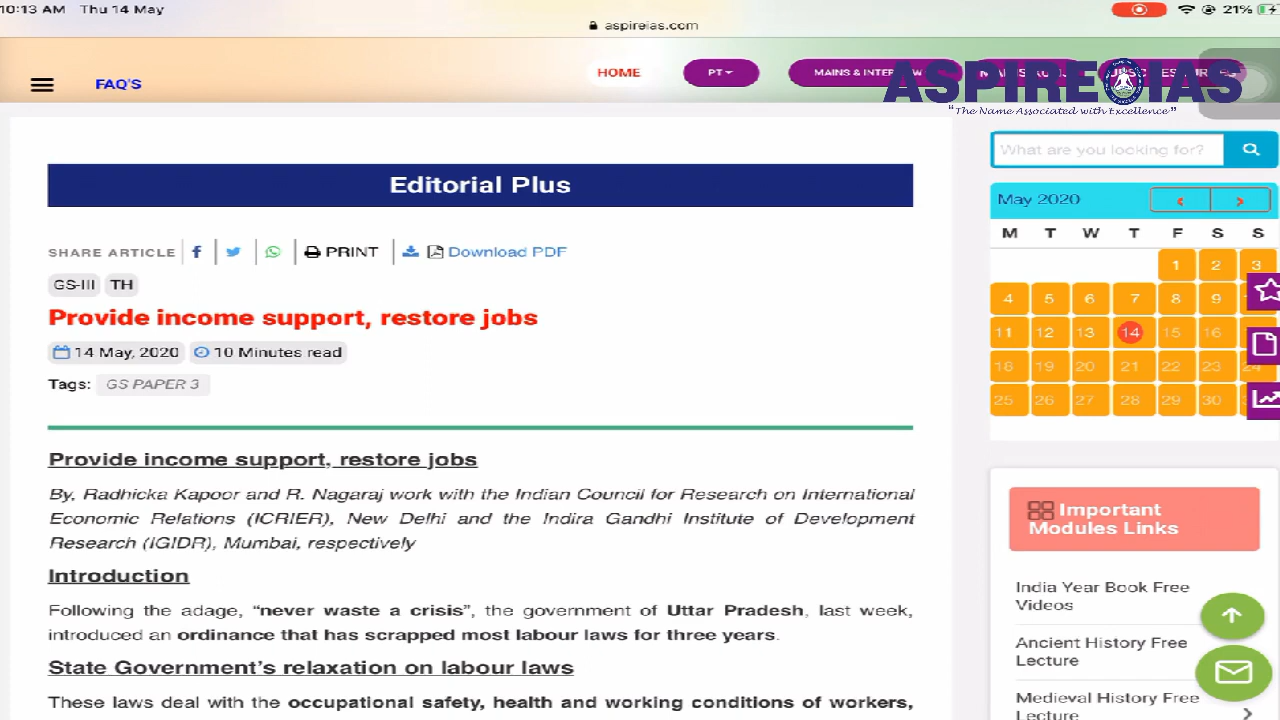 10:13 AM Thu 14 May
21%
aspireias.com
FAQ'S
HOME
PT
MAINS &
ASPIRE IAS
"The Name Associated with Excellence"
What are you looking for?
Editorial Plus
May 2020
M T W T F S S
SHARE ARTICLE
PRINT
Download PDF
1 2 3
GS-III TH
4 5 6 7 8 9
Provide income support, restore jobs
11 12 13 14 15 16
14 May, 2020 10 Minutes read
18 19 20 21 22 23 24
Tags: GS PAPER 3
25 26 27 28 29 30
Provide income support, restore jobs
By, Radhicka Kapoor and R. Nagaraj work with the Indian Council for Research on International
Economic Relations (ICRIER), New Delhi and the Indira Gandhi Institute of Development
Research (IGIDR), Mumbai, respectively
Introduction
Following the adage, “never waste a crisis”, the government of Uttar Pradesh, last week,
introduced an ordinance that has scrapped most labour laws for three years.
State Government’s relaxation on labour laws
These laws deal with the occupational safety, health and working conditions of workers,
Important
Modules Links
India Year Book Free
Videos
Ancient History Free
Lecture
Medieval History Free
Lecture